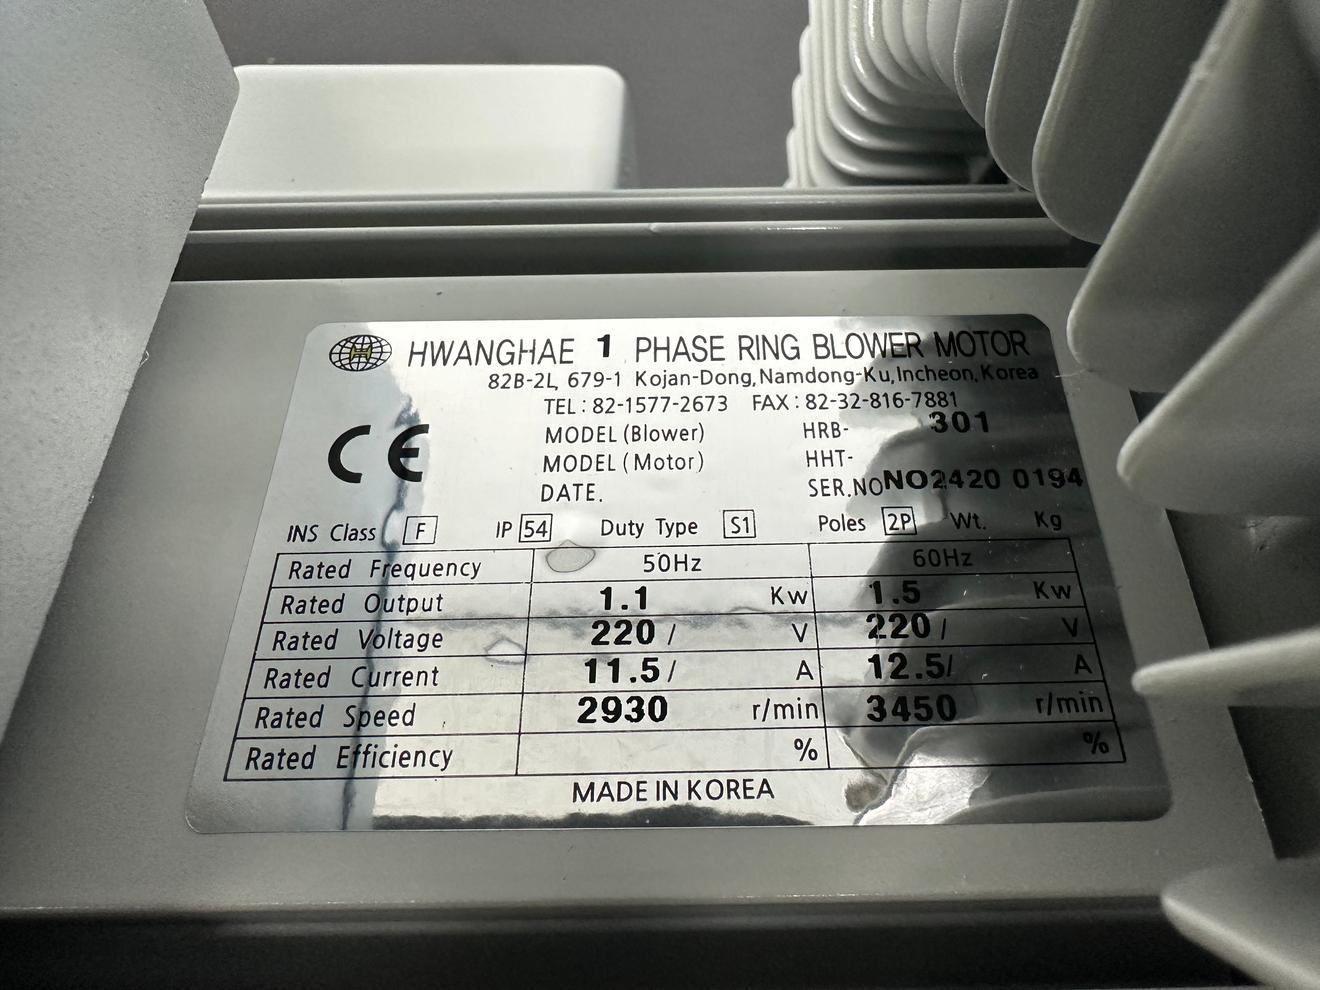 HWANGHAE 1 PHASE RING BLOWER MOTOR
82B-2L, 679-1 Kojan-Dong, Namdong-Ku, Incheon, Korea
TEL : 82-1577-2673 FAX : 82-32-816-7881
CE MODEL (Blower) HRB- 301
MODEL (Motor) HHT-
DATE. SER.NO NO2420 0194
INS Class F IP 54 Duty Type S1 Poles 2P Wt. Kg
Rated Frequency 50Hz 60Hz
Rated Output 1.1 Kw 1.5 Kw
Rated Voltage 220 / V 220 / V
Rated Current 11.5 / A 12.5 / A
Rated Speed 2930 r/min 3450 r/min
Rated Efficiency % %
MADE IN KOREA